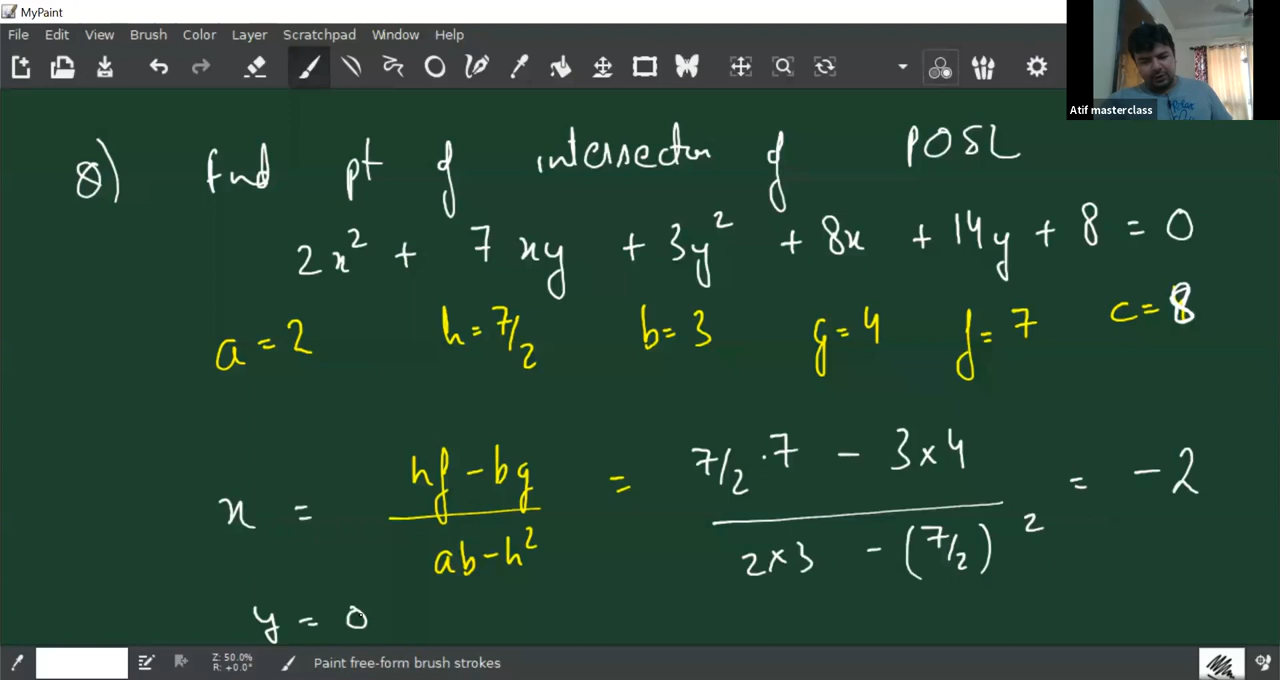 MyPaint
File Edit View Brush Color Layer Scratchpad Window Help
Atif masterclass
Q) Find pt of intersection of POSL
2x² + 7xy + 3y² + 8x + 14y + 8 = 0
a = 2 h = 7/2 b = 3 g = 4 f = 7 c = 8
x = (hf - bg)/(ab - h²) = (7/2 · 7 - 3 × 4)/(2 × 3 - (7/2)²) = -2
y = 0
Z: 50.0%
R: +0.0°
Paint free-form brush strokes